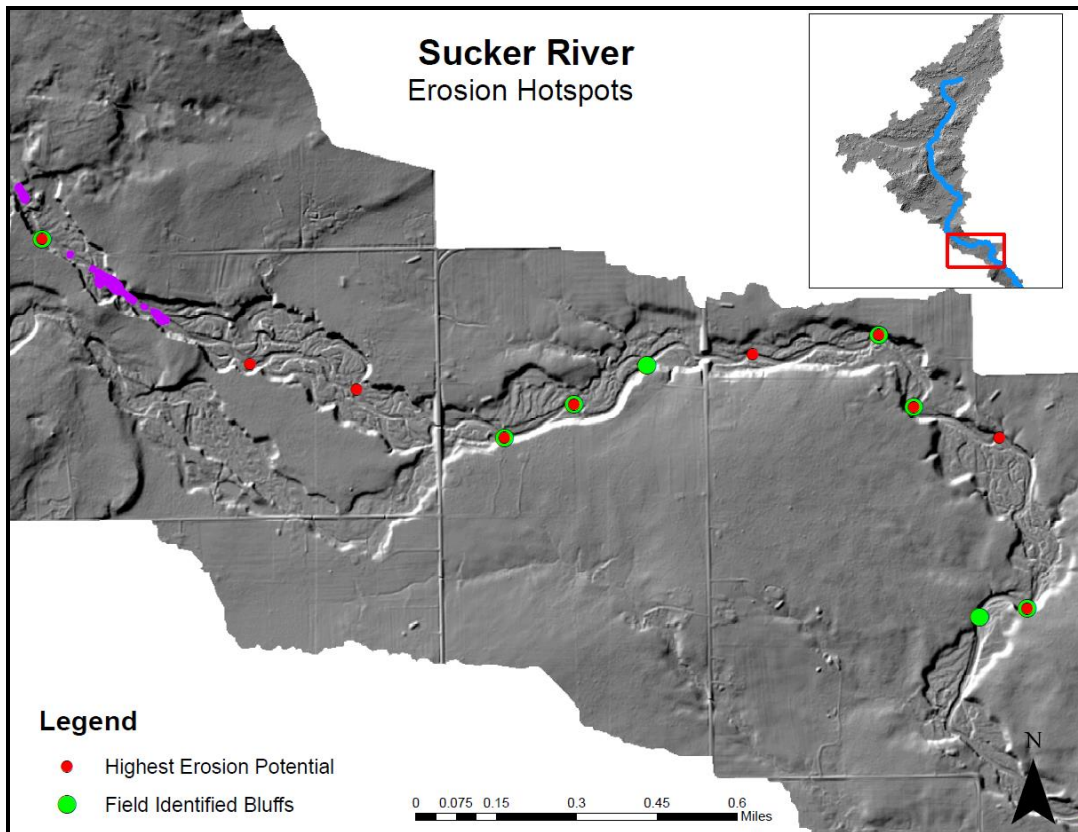 Sucker River
Erosion Hotspots
Legend
Highest Erosion Potential
Field Identified Bluffs
0 0.075 0.15 0.3 0.45 0.6
Miles
N